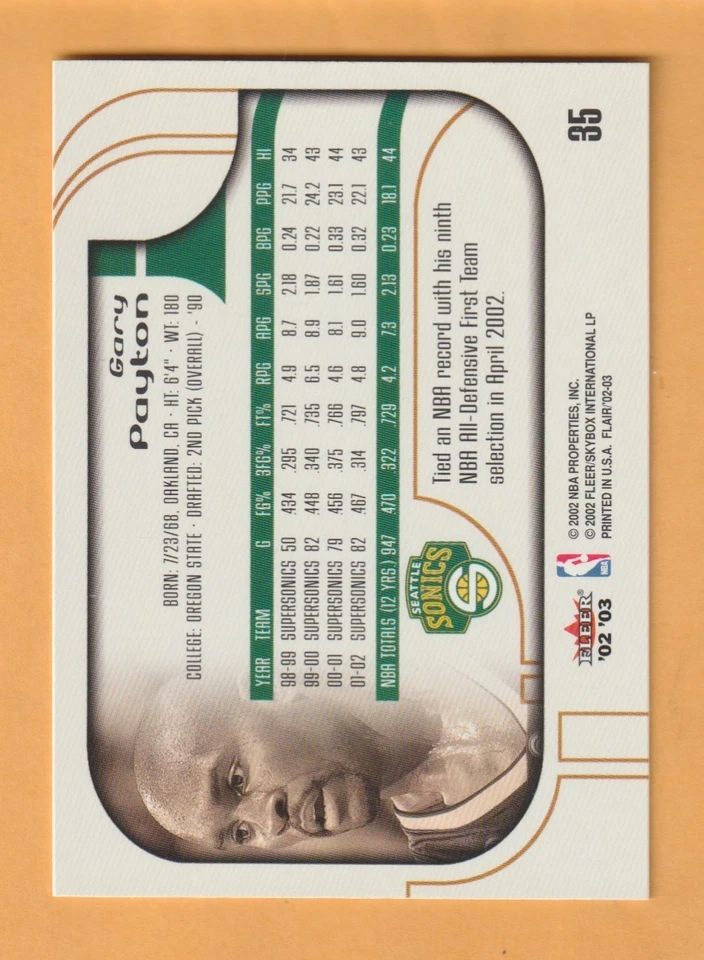 Gary
Payton
BORN: 7/23/68, OAKLAND, CA · HT: 6'4" · WT: 180
COLLEGE: OREGON STATE · DRAFTED: 2ND PICK (OVERALL) - '90
YEAR TEAM G FG% 3FG% FT% RPG APG SPG BPG PPG HI
98-99 SUPERSONICS 50 .434 .295 .721 4.9 8.7 2.18 0.24 21.7 34
99-00 SUPERSONICS 82 .448 .340 .735 6.5 8.9 1.87 0.22 24.2 43
00-01 SUPERSONICS 79 .456 .375 .766 4.6 8.1 1.61 0.33 23.1 44
01-02 SUPERSONICS 82 .467 .314 .797 4.8 9.0 1.60 0.32 22.1 43
NBA TOTALS (12 YRS.) 947 .470 .322 .729 4.2 7.3 2.13 0.23 18.1 44
SEATTLE
SONICS
Tied an NBA record with his ninth
NBA All-Defensive First Team
selection in April 2002.
FLEER®
'02 '03
NBA
© 2002 NBA PROPERTIES, INC.
© 2002 FLEER/SKYBOX INTERNATIONAL LP
PRINTED IN U.S.A. FLAIR/'02-03
35